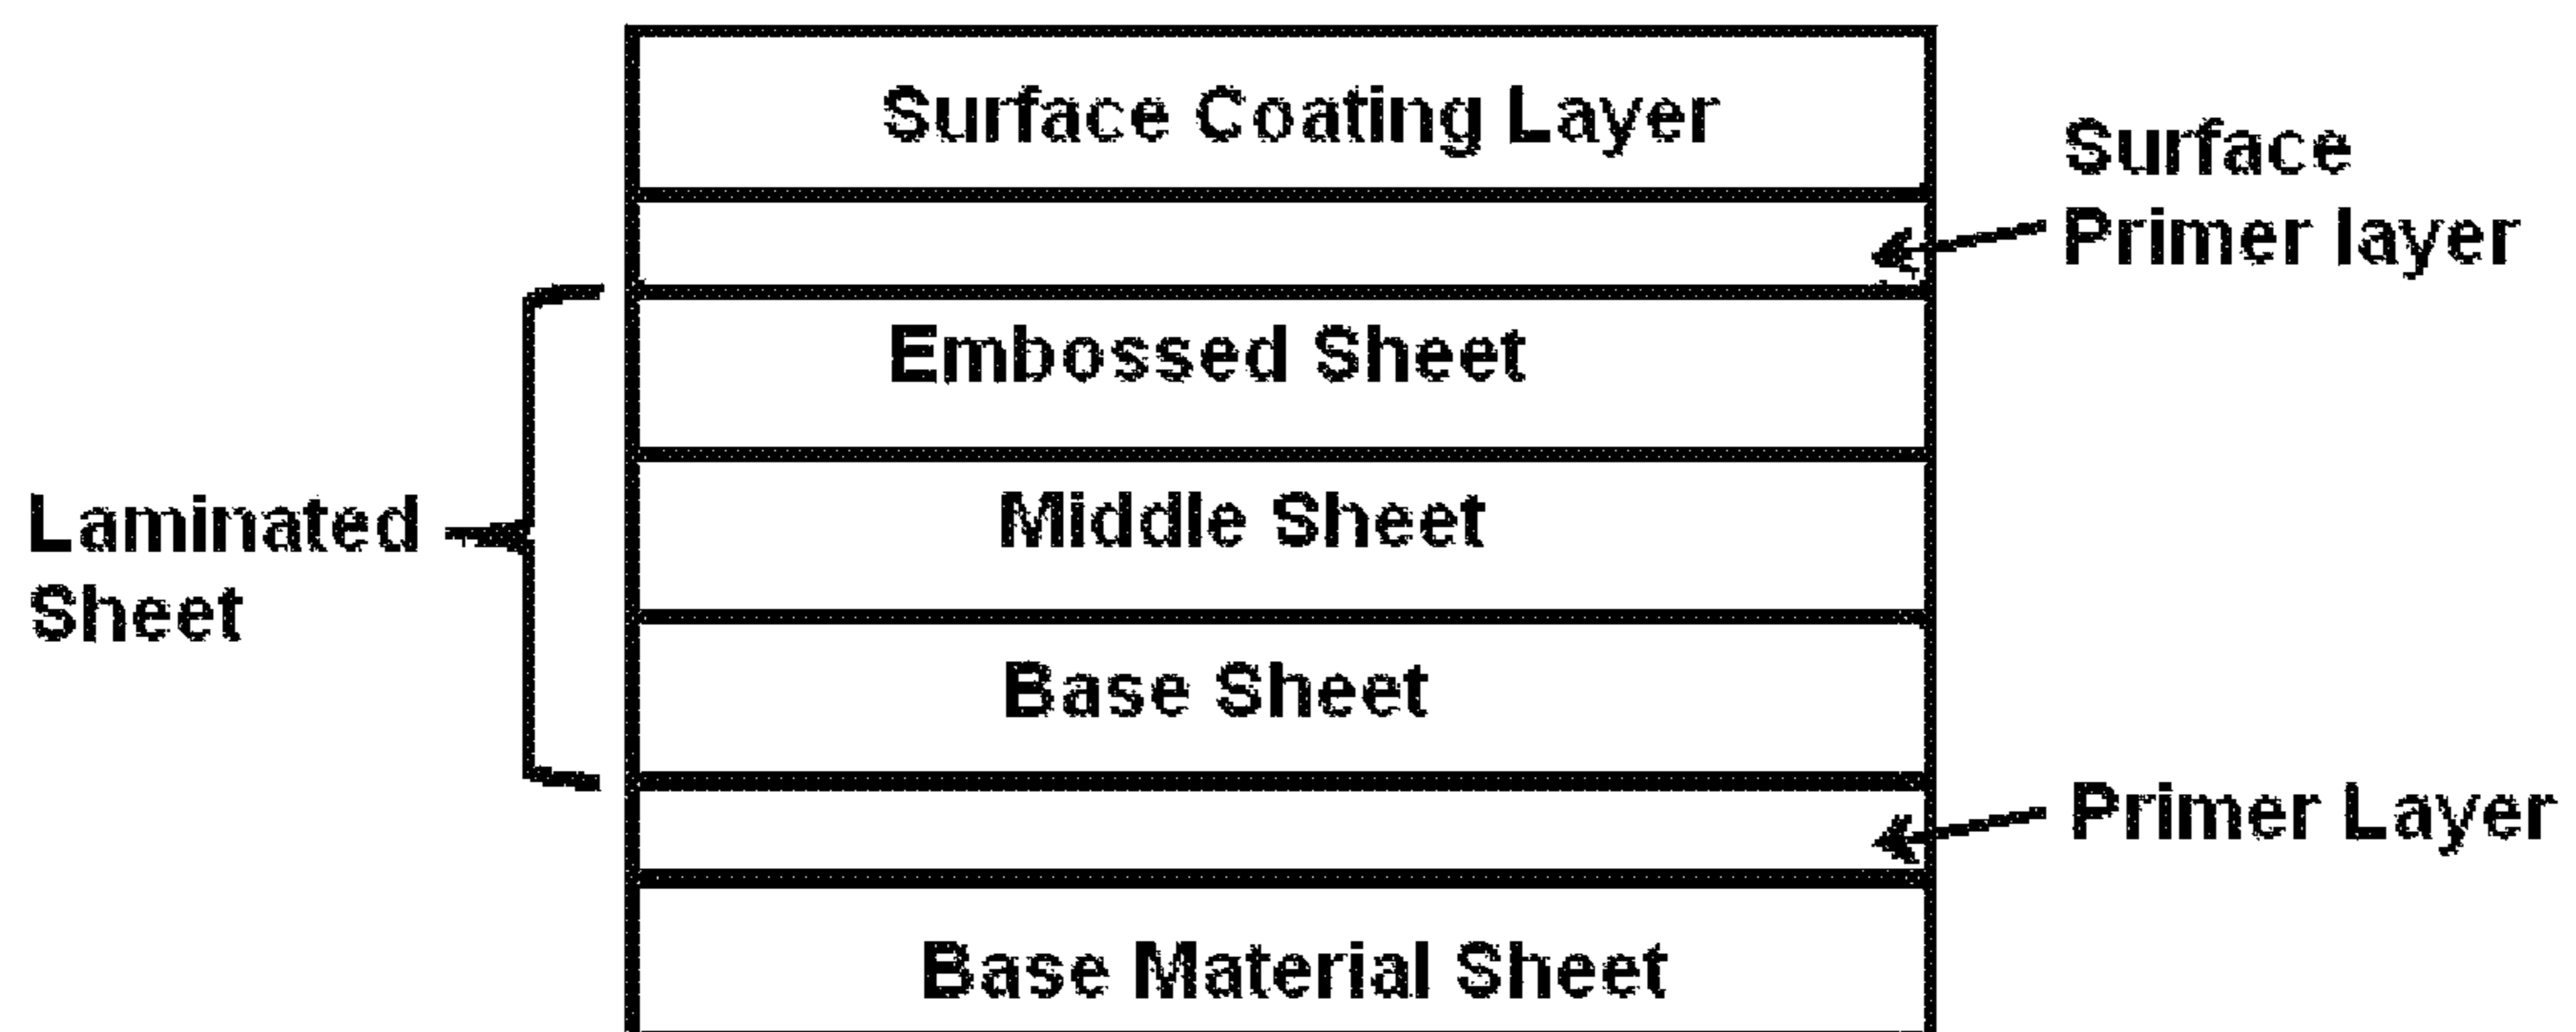 Surface Coating Layer
Surface
Primer layer
Embossed Sheet
Middle Sheet
Laminated
Sheet
Base Sheet
Primer Layer
Base Material Sheet